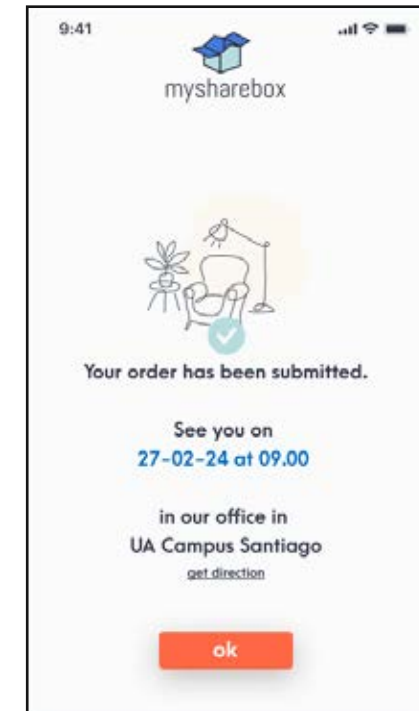 9:41
mysharebox
Your order has been submitted.
See you on
27-02-24 at 09.00
in our office in
UA Campus Santiago
get direction
ok